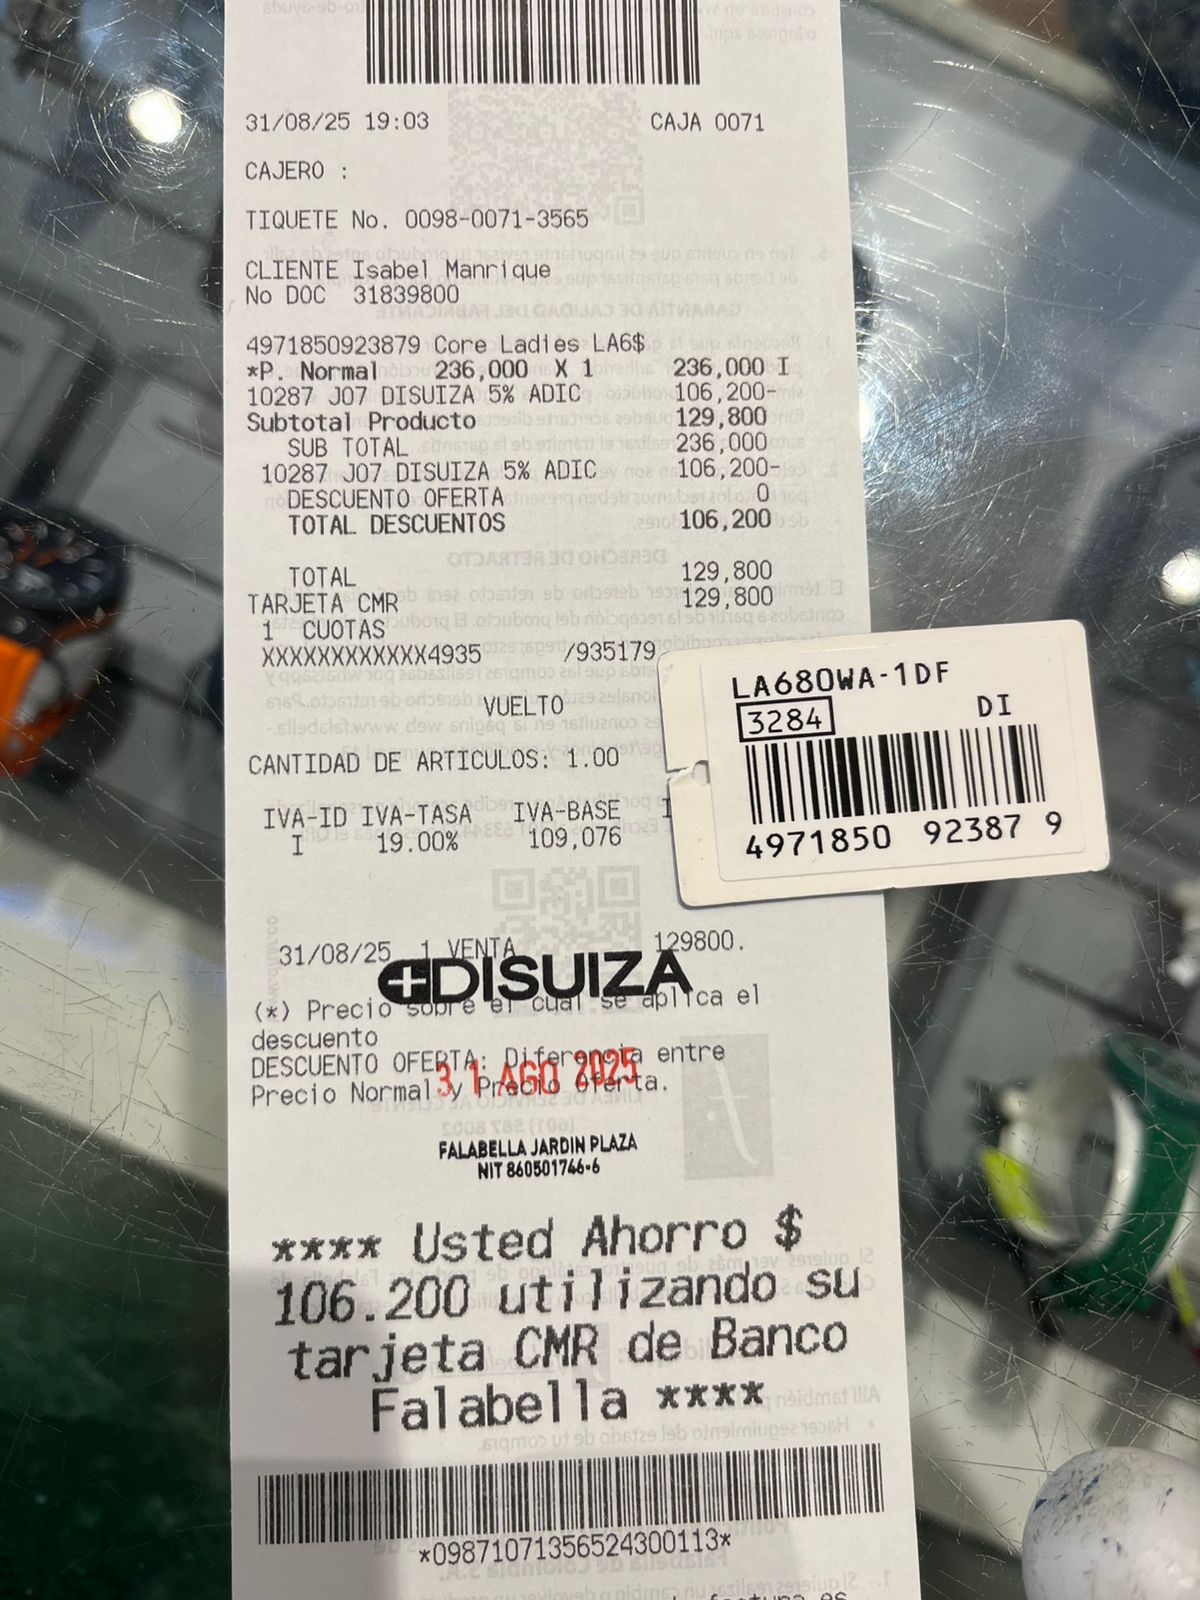 31/08/25 19:03 CAJA 0071
CAJERO :
TIQUETE No. 0098-0071-3565
CLIENTE Isabel Manrique
No DOC 31839800
4971850923879 Core Ladies LA6$
*P. Normal 236,000 X 1 236,000 I
10287 J07 DISUIZA 5% ADIC 106,200-
Subtotal Producto 129,800
SUB TOTAL 236,000
10287 J07 DISUIZA 5% ADIC 106,200-
DESCUENTO OFERTA 0
TOTAL DESCUENTOS 106,200
TOTAL 129,800
TARJETA CMR 129,800
1 CUOTAS
XXXXXXXXXXXX4935 /935179
VUELTO
CANTIDAD DE ARTICULOS: 1.00
IVA-ID IVA-TASA IVA-BASE
I 19.00% 109,076
LA680WA-1DF
3284 DI
4971850 92387 9
31/08/25 1 VENTA 129800.
DISUIZA
(*) Precio sobre el cual se aplica el
descuento
DESCUENTO OFERTA: Diferencia entre
Precio Normal y Precio Oferta.
31 AGO 2025
FALABELLA JARDIN PLAZA
NIT 860501746-6
**** Usted Ahorro $
106.200 utilizando su
tarjeta CMR de Banco
Falabella ****
*09871071356524300113*